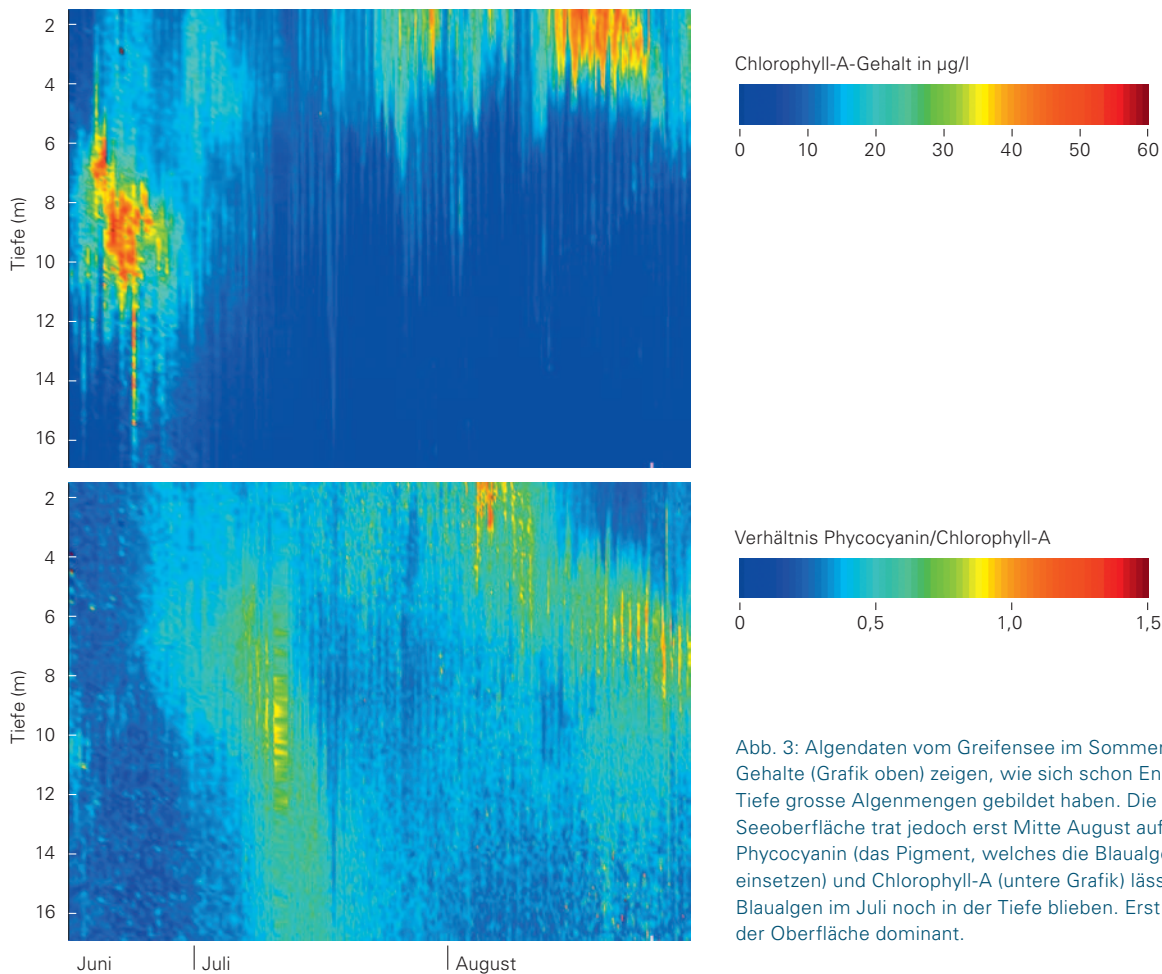 2
4
6
8
10
12
14
16
Tiefe (m)
Chlorophyll-A-Gehalt in µg/l
0 10 20 30 40 50 60
2
4
6
8
10
12
14
16
Tiefe (m)
Juni Juli August
Verhältnis Phycocyanin/Chlorophyll-A
0 0,5 1,0 1,5
Abb. 3: Algendaten vom Greifensee im Sommer
Gehalte (Grafik oben) zeigen, wie sich schon En
Tiefe grosse Algenmengen gebildet haben. Die
Seeoberfläche trat jedoch erst Mitte August auf
Phycocyanin (das Pigment, welches die Blaualg
einsetzen) und Chlorophyll-A (untere Grafik) läss
Blaualgen im Juli noch in der Tiefe blieben. Erst
der Oberfläche dominant.